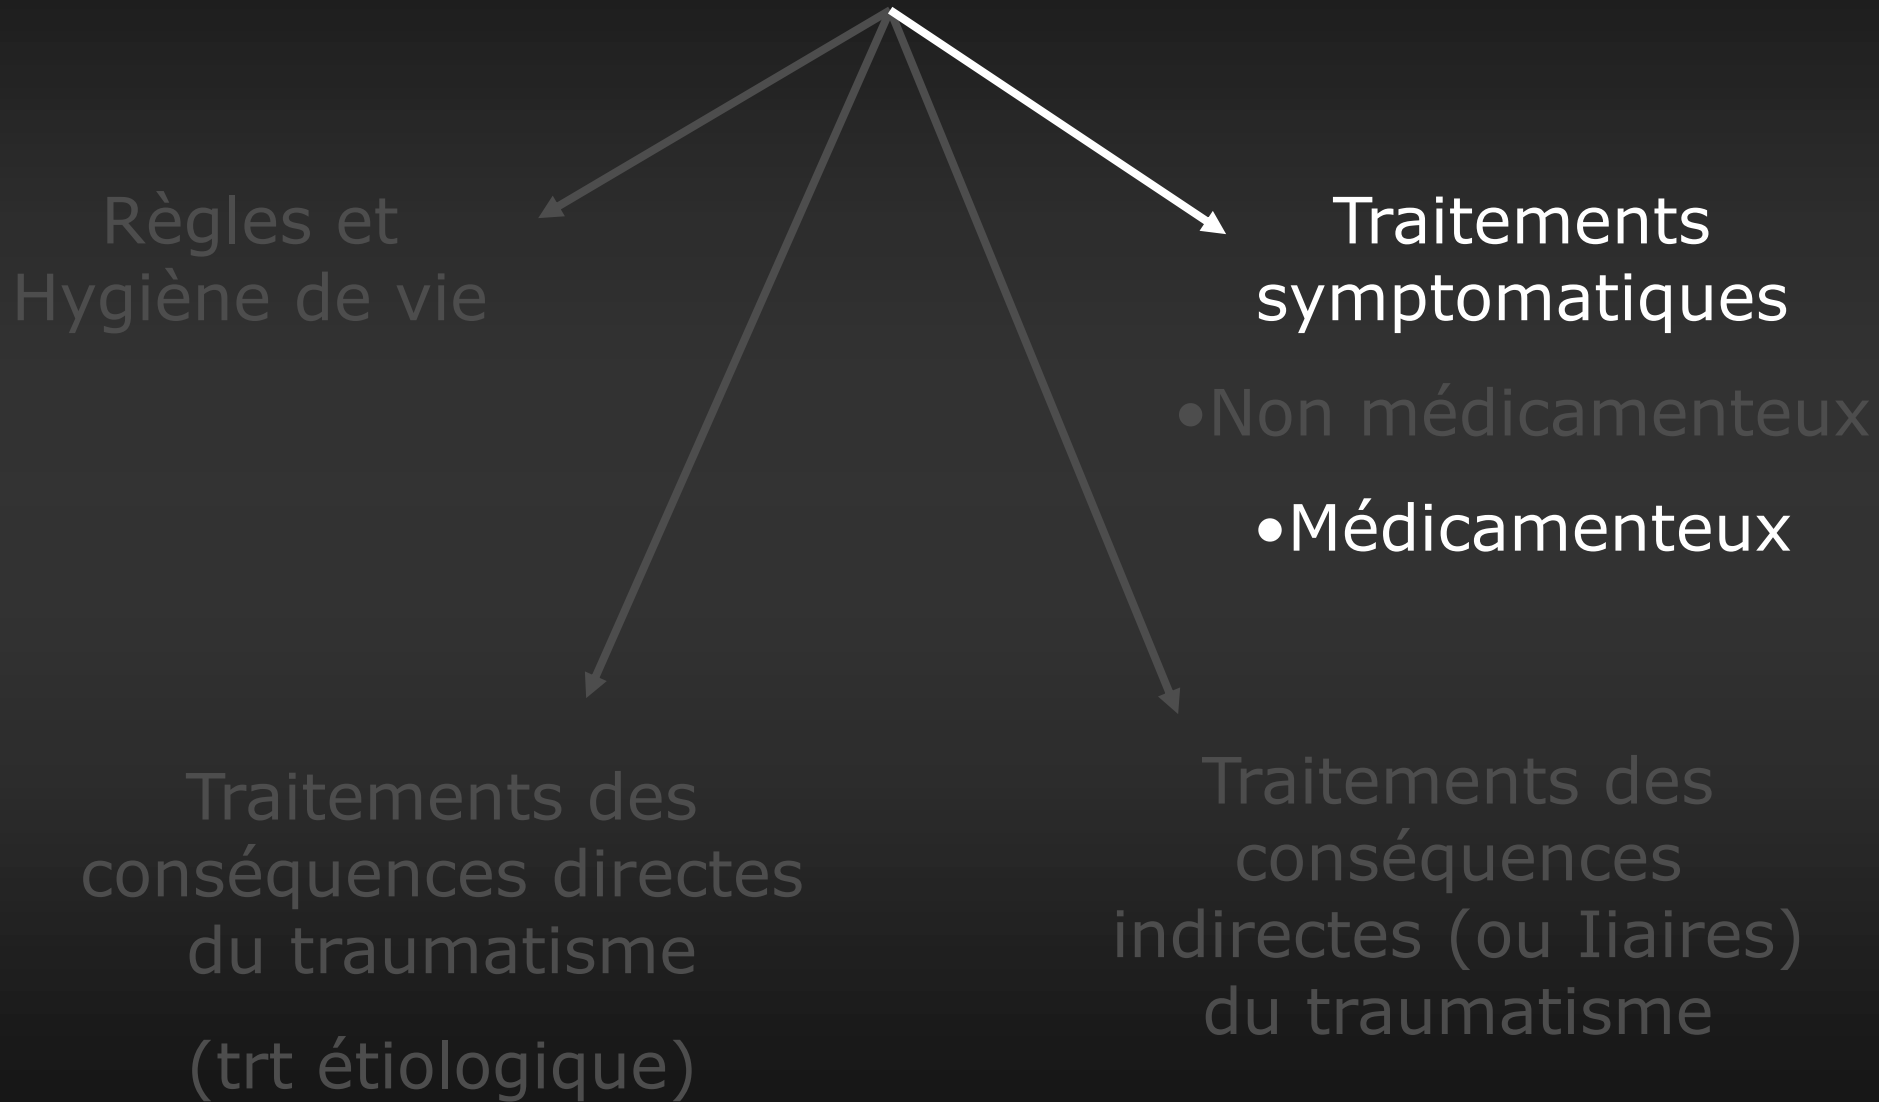 Règles et
Hygiène de vie
Traitements
symptomatiques
•Non médicamenteux
•Médicamenteux
Traitements des
conséquences directes
du traumatisme
(trt étiologique)
Traitements des
conséquences
indirectes (ou Iiaires)
du traumatisme